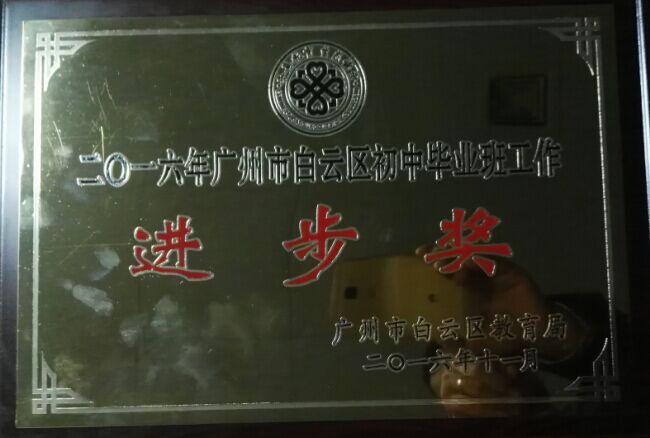 二〇一六年广州市白云区初中毕业班工作
进步奖
广州市白云区教育局
二〇一六年十一月